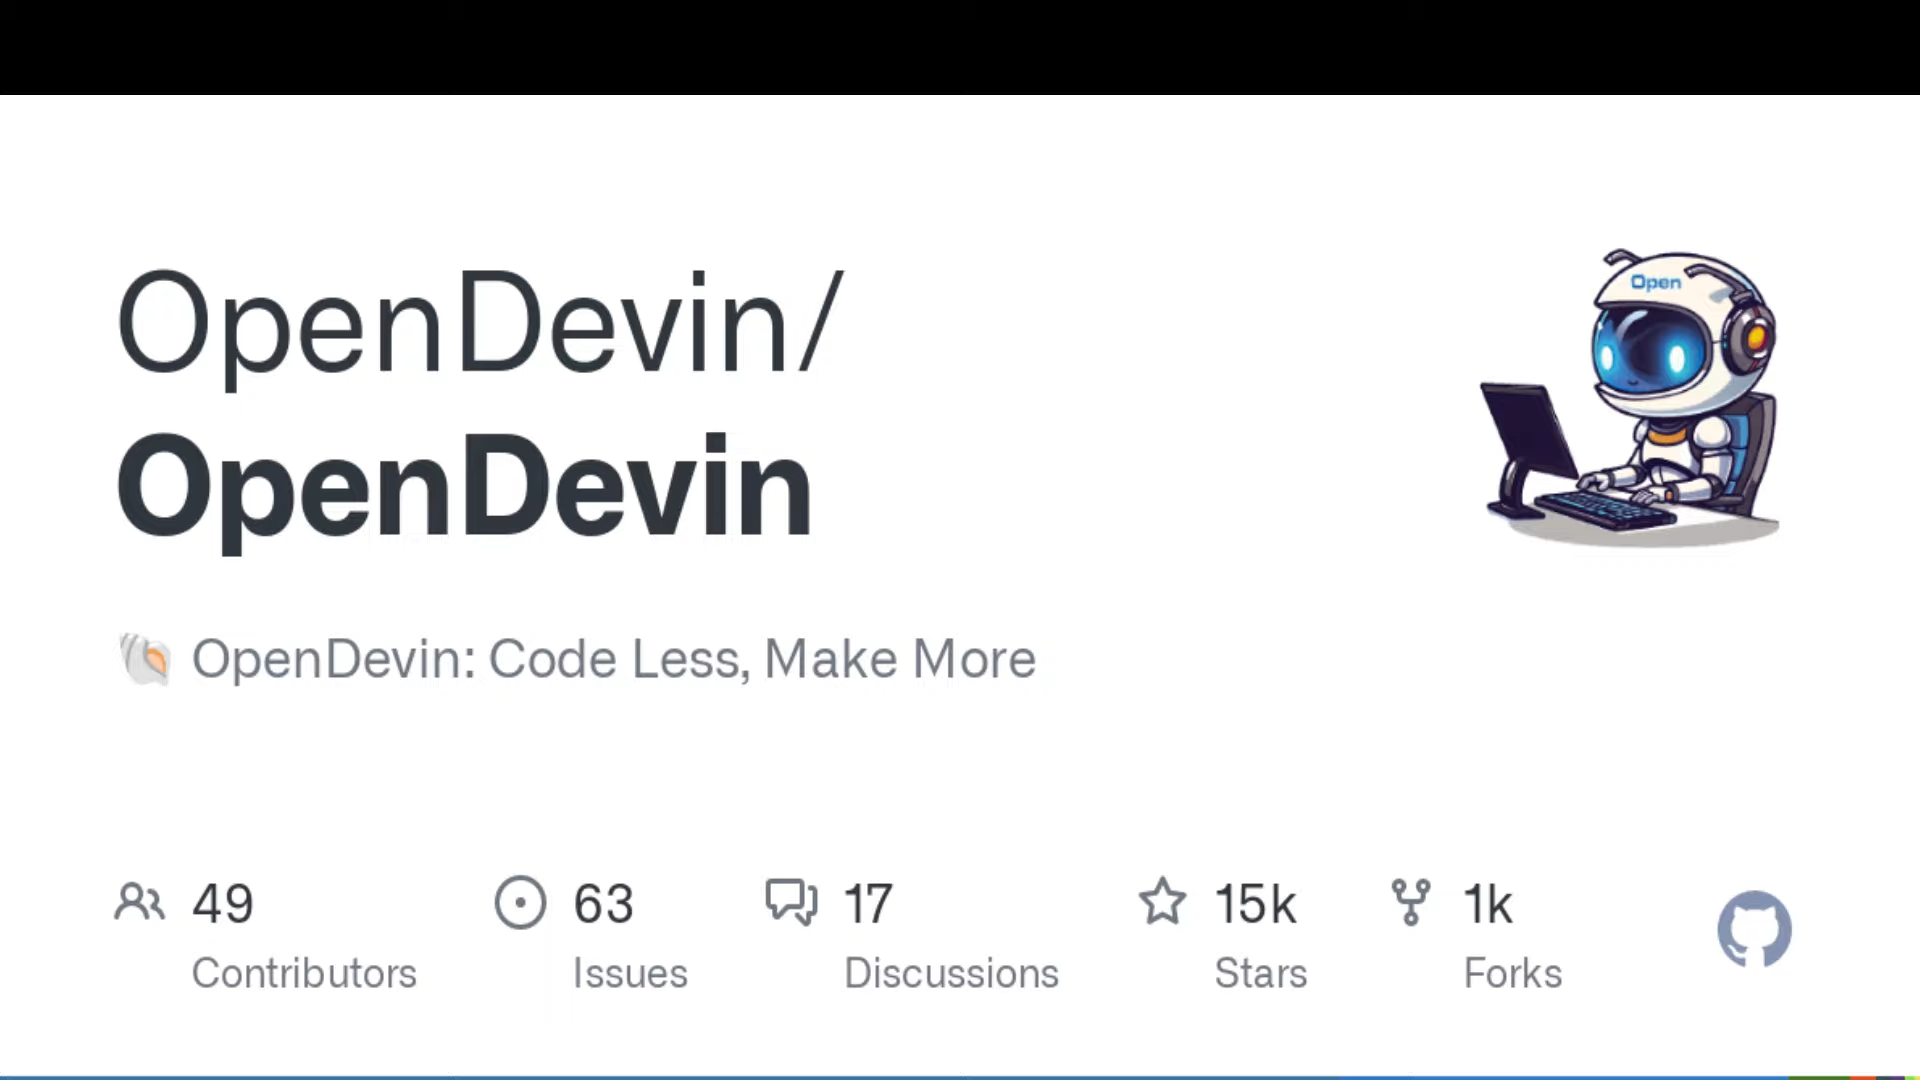 OpenDevin/
OpenDevin
Open
🐚 OpenDevin: Code Less, Make More
49
Contributors
63
Issues
17
Discussions
15k
Stars
1k
Forks